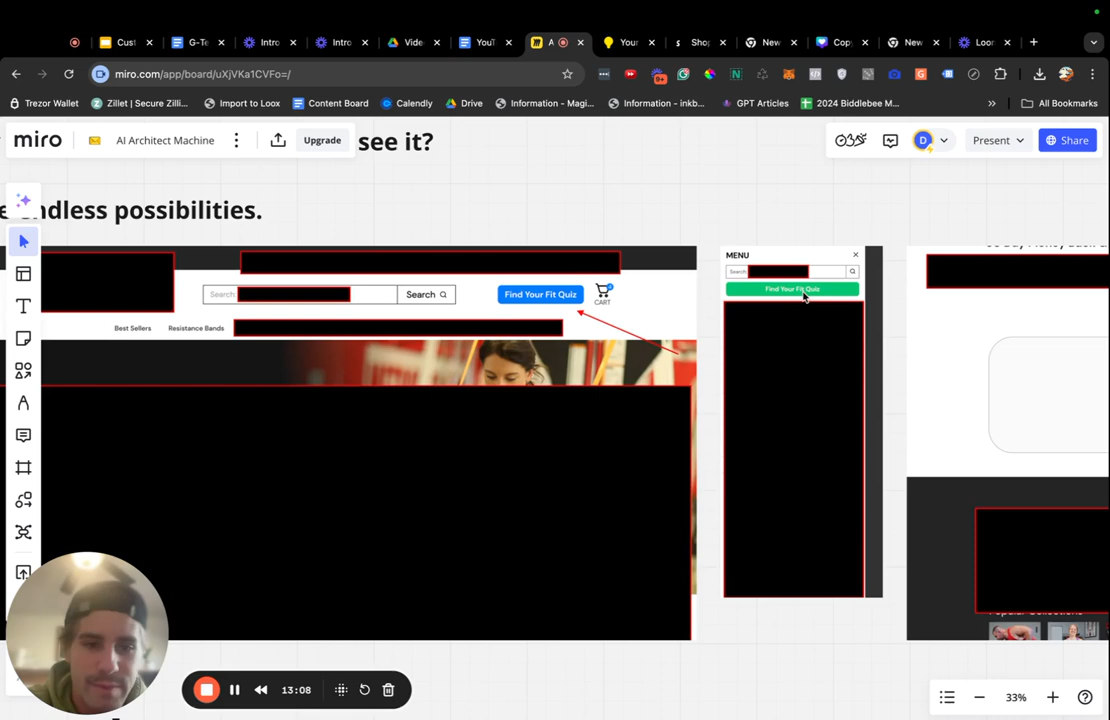 Cust
G-Te
Intro
Intro
Vide
YouT
A
Your
Shop
New
Copy
New
Loom
miro.com/app/board/uXjVKa1CVFo=/
9+
Trezor Wallet
Zillet | Secure Zilli...
Import to Loox
Content Board
Calendly
Drive
Information - Magi...
Information - inkb...
GPT Articles
2024 Biddlebee M...
»
All Bookmarks
miro
AI Architect Machine
Upgrade
see it?
D
Present
Share
e endless possibilities.
Search:
Search
Find Your Fit Quiz
CART
Best Sellers
Resistance Bands
MENU
Search
Find Your Fit Quiz
Popular Collections
13:08
33%